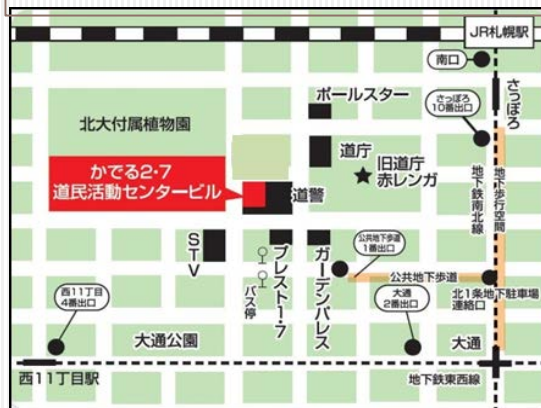 JR札幌駅
南口
ポールスター
さっぽろ
10番出口
さっぽろ
北大付属植物園
道庁
旧道庁
赤レンガ
かでる2・7
道民活動センタービル
道警
地下鉄南北線
地下歩行空間
STV
バス停
プレスト1・7
ガーデンパレス
公共地下歩道
1番出口
公共地下歩道
北1条地下駐車場
連絡口
西11丁目
4番出口
大通
2番出口
大通公園
大通
西11丁目駅
地下鉄東西線